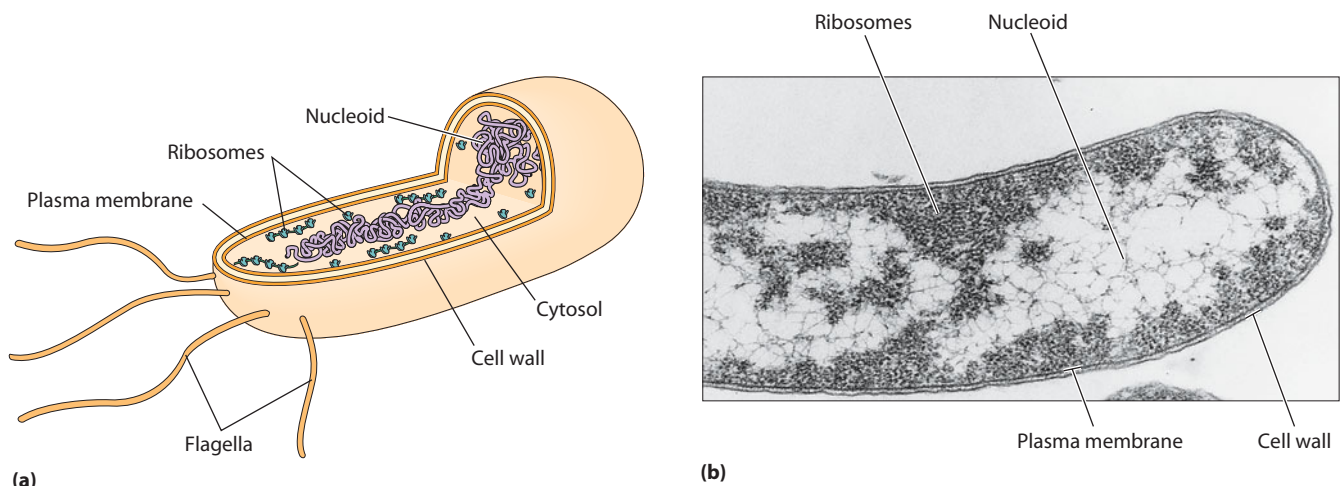 Nucleoid
Ribosomes
Plasma membrane
Cytosol
Cell wall
Flagella
(a)
Ribosomes
Nucleoid
Plasma membrane
Cell wall
(b)